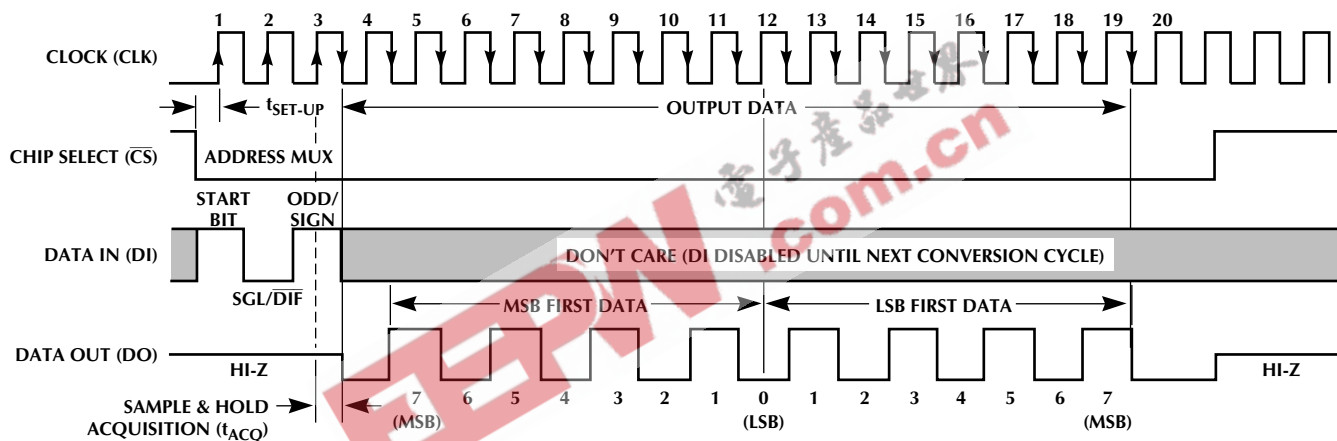 1 2 3 4 5 6 7 8 9 10 11 12 13 14 15 16 17 18 19 20
CLOCK (CLK)
tSET-UP
OUTPUT DATA
CHIP SELECT (CS)
ADDRESS MUX
START
BIT
ODD/
SIGN
DATA IN (DI)
DON'T CARE (DI DISABLED UNTIL NEXT CONVERSION CYCLE)
SGL/DIF
MSB FIRST DATA
LSB FIRST DATA
DATA OUT (DO)
HI-Z
HI-Z
7 6 5 4 3 2 1 0 1 2 3 4 5 6 7
(MSB) (LSB) (MSB)
SAMPLE & HOLD
ACQUISITION (tACQ)
EEPW
電子產品世界
.com.cn